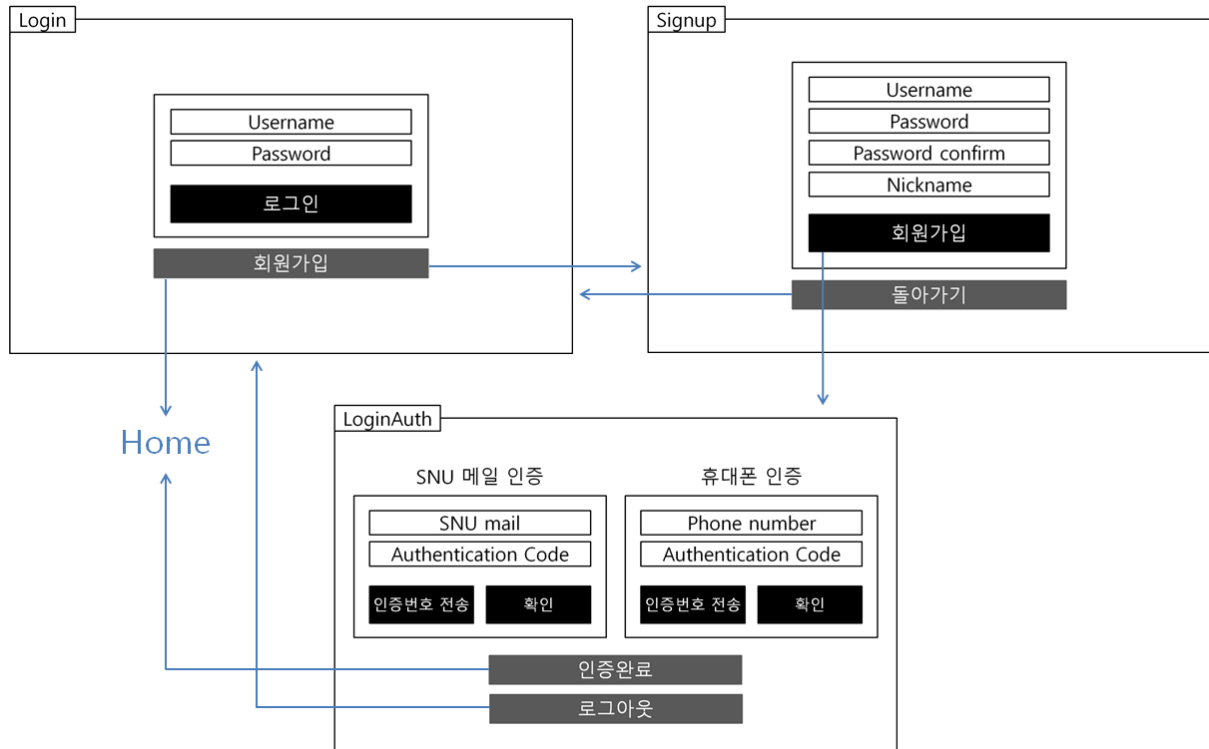 Login
Username
Password
로그인
회원가입
Signup
Username
Password
Password confirm
Nickname
회원가입
돌아가기
Home
LoginAuth
SNU 메일 인증
SNU mail
Authentication Code
인증번호 전송
확인
휴대폰 인증
Phone number
Authentication Code
인증번호 전송
확인
인증완료
로그아웃